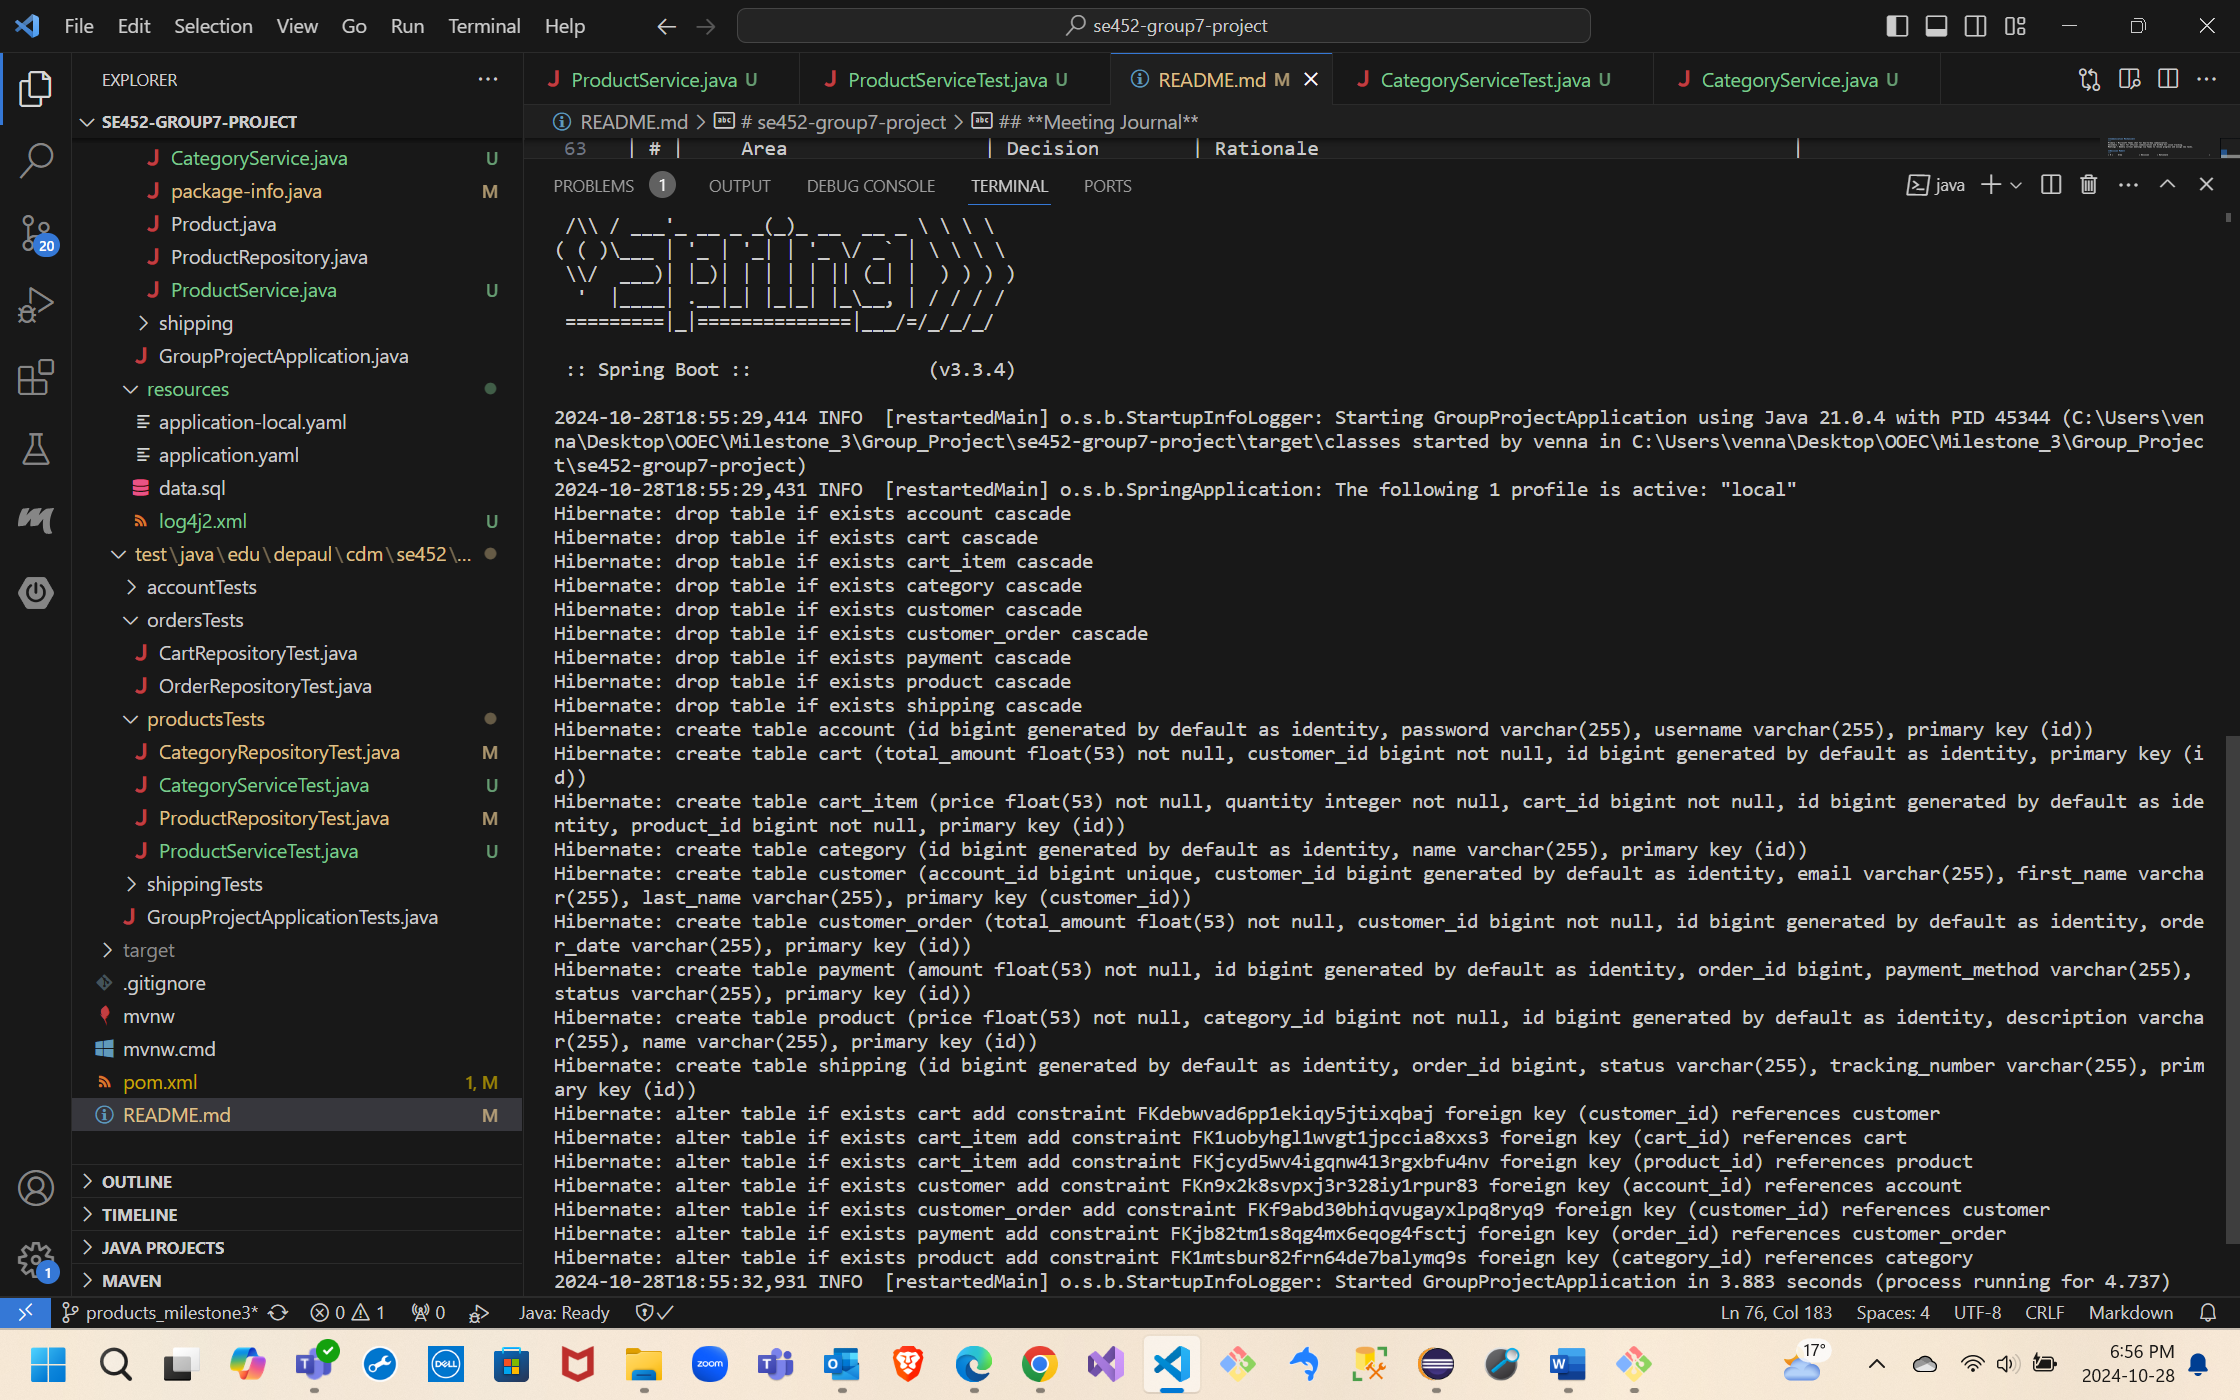 File Edit Selection View Go Run Terminal Help
se452-group7-project
EXPLORER
SE452-GROUP7-PROJECT
CategoryService.java U
package-info.java M
Product.java
ProductRepository.java
ProductService.java U
shipping
GroupProjectApplication.java
resources
application-local.yaml
application.yaml
data.sql
log4j2.xml U
test\java\edu\depaul\cdm\se452\...
accountTests
ordersTests
CartRepositoryTest.java
OrderRepositoryTest.java
productsTests
CategoryRepositoryTest.java M
CategoryServiceTest.java U
ProductRepositoryTest.java M
ProductServiceTest.java U
shippingTests
GroupProjectApplicationTests.java
target
.gitignore
mvnw
mvnw.cmd
pom.xml 1, M
README.md M
OUTLINE
TIMELINE
JAVA PROJECTS
MAVEN
20
1
ProductService.java U ProductServiceTest.java U README.md M CategoryServiceTest.java U CategoryService.java U
README.md > # se452-group7-project > ## **Meeting Journal**
63 | # | Area | Decision | Rationale |
PROBLEMS 1 OUTPUT DEBUG CONSOLE TERMINAL PORTS
java
 /\\ / ___'_ __ _ _(_)_ __  __ _ \ \ \ \
( ( )\___ | '_ | '_| | '_ \/ _` | \ \ \ \
 \\/  ___)| |_)| | | | | || (_| |  ) ) ) )
  '  |____| .__|_| |_|_| |_\__, | / / / /
 =========|_|==============|___/=/_/_/_/
 :: Spring Boot ::                (v3.3.4)
2024-10-28T18:55:29,414 INFO  [restartedMain] o.s.b.StartupInfoLogger: Starting GroupProjectApplication using Java 21.0.4 with PID 45344 (C:\Users\ven
na\Desktop\OOEC\Milestone_3\Group_Project\se452-group7-project\target\classes started by venna in C:\Users\venna\Desktop\OOEC\Milestone_3\Group_Projec
t\se452-group7-project)
2024-10-28T18:55:29,431 INFO  [restartedMain] o.s.b.SpringApplication: The following 1 profile is active: "local"
Hibernate: drop table if exists account cascade
Hibernate: drop table if exists cart cascade
Hibernate: drop table if exists cart_item cascade
Hibernate: drop table if exists category cascade
Hibernate: drop table if exists customer cascade
Hibernate: drop table if exists customer_order cascade
Hibernate: drop table if exists payment cascade
Hibernate: drop table if exists product cascade
Hibernate: drop table if exists shipping cascade
Hibernate: create table account (id bigint generated by default as identity, password varchar(255), username varchar(255), primary key (id))
Hibernate: create table cart (total_amount float(53) not null, customer_id bigint not null, id bigint generated by default as identity, primary key (i
d))
Hibernate: create table cart_item (price float(53) not null, quantity integer not null, cart_id bigint not null, id bigint generated by default as ide
ntity, product_id bigint not null, primary key (id))
Hibernate: create table category (id bigint generated by default as identity, name varchar(255), primary key (id))
Hibernate: create table customer (account_id bigint unique, customer_id bigint generated by default as identity, email varchar(255), first_name varcha
r(255), last_name varchar(255), primary key (customer_id))
Hibernate: create table customer_order (total_amount float(53) not null, customer_id bigint not null, id bigint generated by default as identity, orde
r_date varchar(255), primary key (id))
Hibernate: create table payment (amount float(53) not null, id bigint generated by default as identity, order_id bigint, payment_method varchar(255),
status varchar(255), primary key (id))
Hibernate: create table product (price float(53) not null, category_id bigint not null, id bigint generated by default as identity, description varcha
r(255), name varchar(255), primary key (id))
Hibernate: create table shipping (id bigint generated by default as identity, order_id bigint, status varchar(255), tracking_number varchar(255), prim
ary key (id))
Hibernate: alter table if exists cart add constraint FKdebwvad6pp1ekiqy5jtixqbaj foreign key (customer_id) references customer
Hibernate: alter table if exists cart_item add constraint FK1uobyhgl1wvgt1jpccia8xxs3 foreign key (cart_id) references cart
Hibernate: alter table if exists cart_item add constraint FKjcyd5wv4igqnw413rgxbfu4nv foreign key (product_id) references product
Hibernate: alter table if exists customer add constraint FKn9x2k8svpxj3r328iy1rpur83 foreign key (account_id) references account
Hibernate: alter table if exists customer_order add constraint FKf9abd30bhiqvugayxlpq8ryq9 foreign key (customer_id) references customer
Hibernate: alter table if exists payment add constraint FKjb82tm1s8qg4mx6eqog4fsctj foreign key (order_id) references customer_order
Hibernate: alter table if exists product add constraint FK1mtsbur82frn64de7balymq9s foreign key (category_id) references category
2024-10-28T18:55:32,931 INFO  [restartedMain] o.s.b.StartupInfoLogger: Started GroupProjectApplication in 3.883 seconds (process running for 4.737)
products_milestone3* 0 1 0 Java: Ready Ln 76, Col 183 Spaces: 4 UTF-8 CRLF Markdown
DELL zoom 17° 6:56 PM
2024-10-28